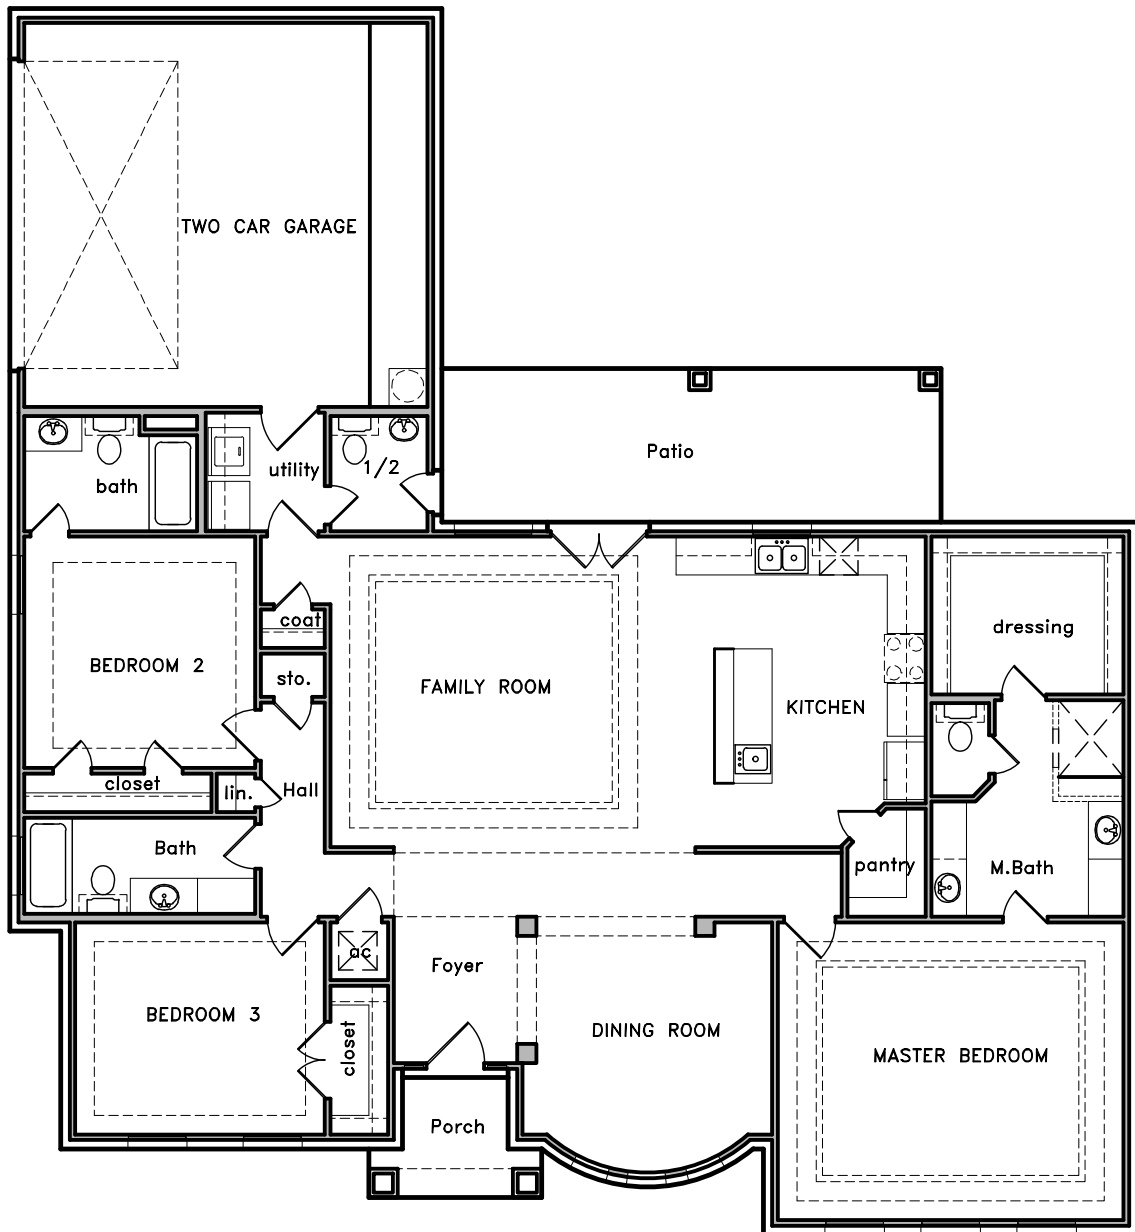 TWO CAR GARAGE
Patio
utility
1/2
bath
coat
dressing
BEDROOM 2
sto.
FAMILY ROOM
KITCHEN
closet
lin.
Hall
Bath
pantry
M.Bath
ac
Foyer
BEDROOM 3
closet
DINING ROOM
MASTER BEDROOM
Porch